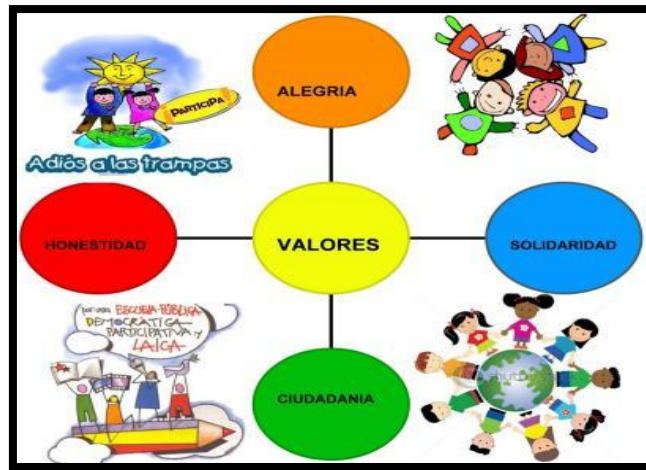 ALEGRIA
PARTICIPA
Adiós a las trampas
HONESTIDAD
VALORES
SOLIDARIDAD
por una ESCUELA PÚBLICA
DEMOCRÁTICA
PARTICIPATIVA Y
LAICA
CIUDADANIA